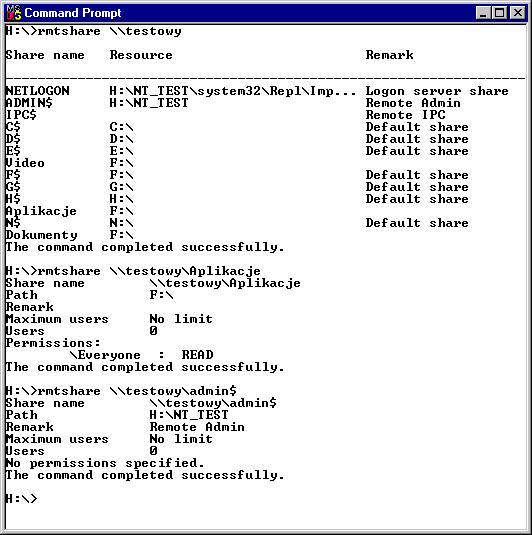 Command Prompt
H:\>rmtshare \\testowy
Share name   Resource                        Remark
-------------------------------------------------------------------------------
NETLOGON     H:\NT_TEST\system32\Repl\Imp... Logon server share
ADMIN$       H:\NT_TEST                      Remote Admin
IPC$                                         Remote IPC
C$           C:\                             Default share
D$           D:\                             Default share
E$           E:\                             Default share
Video        F:\
F$           F:\                             Default share
G$           G:\                             Default share
H$           H:\                             Default share
Aplikacje    F:\
N$           N:\                             Default share
Dokumenty    F:\
The command completed successfully.
H:\>rmtshare \\testowy\Aplikacje
Share name         \\testowy\Aplikacje
Path               F:\
Remark
Maximum users      No limit
Users              0
Permissions:
        \Everyone  :  READ
The command completed successfully.
H:\>rmtshare \\testowy\admin$
Share name         \\testowy\admin$
Path               H:\NT_TEST
Remark             Remote Admin
Maximum users      No limit
Users              0
No permissions specified.
The command completed successfully.
H:\>